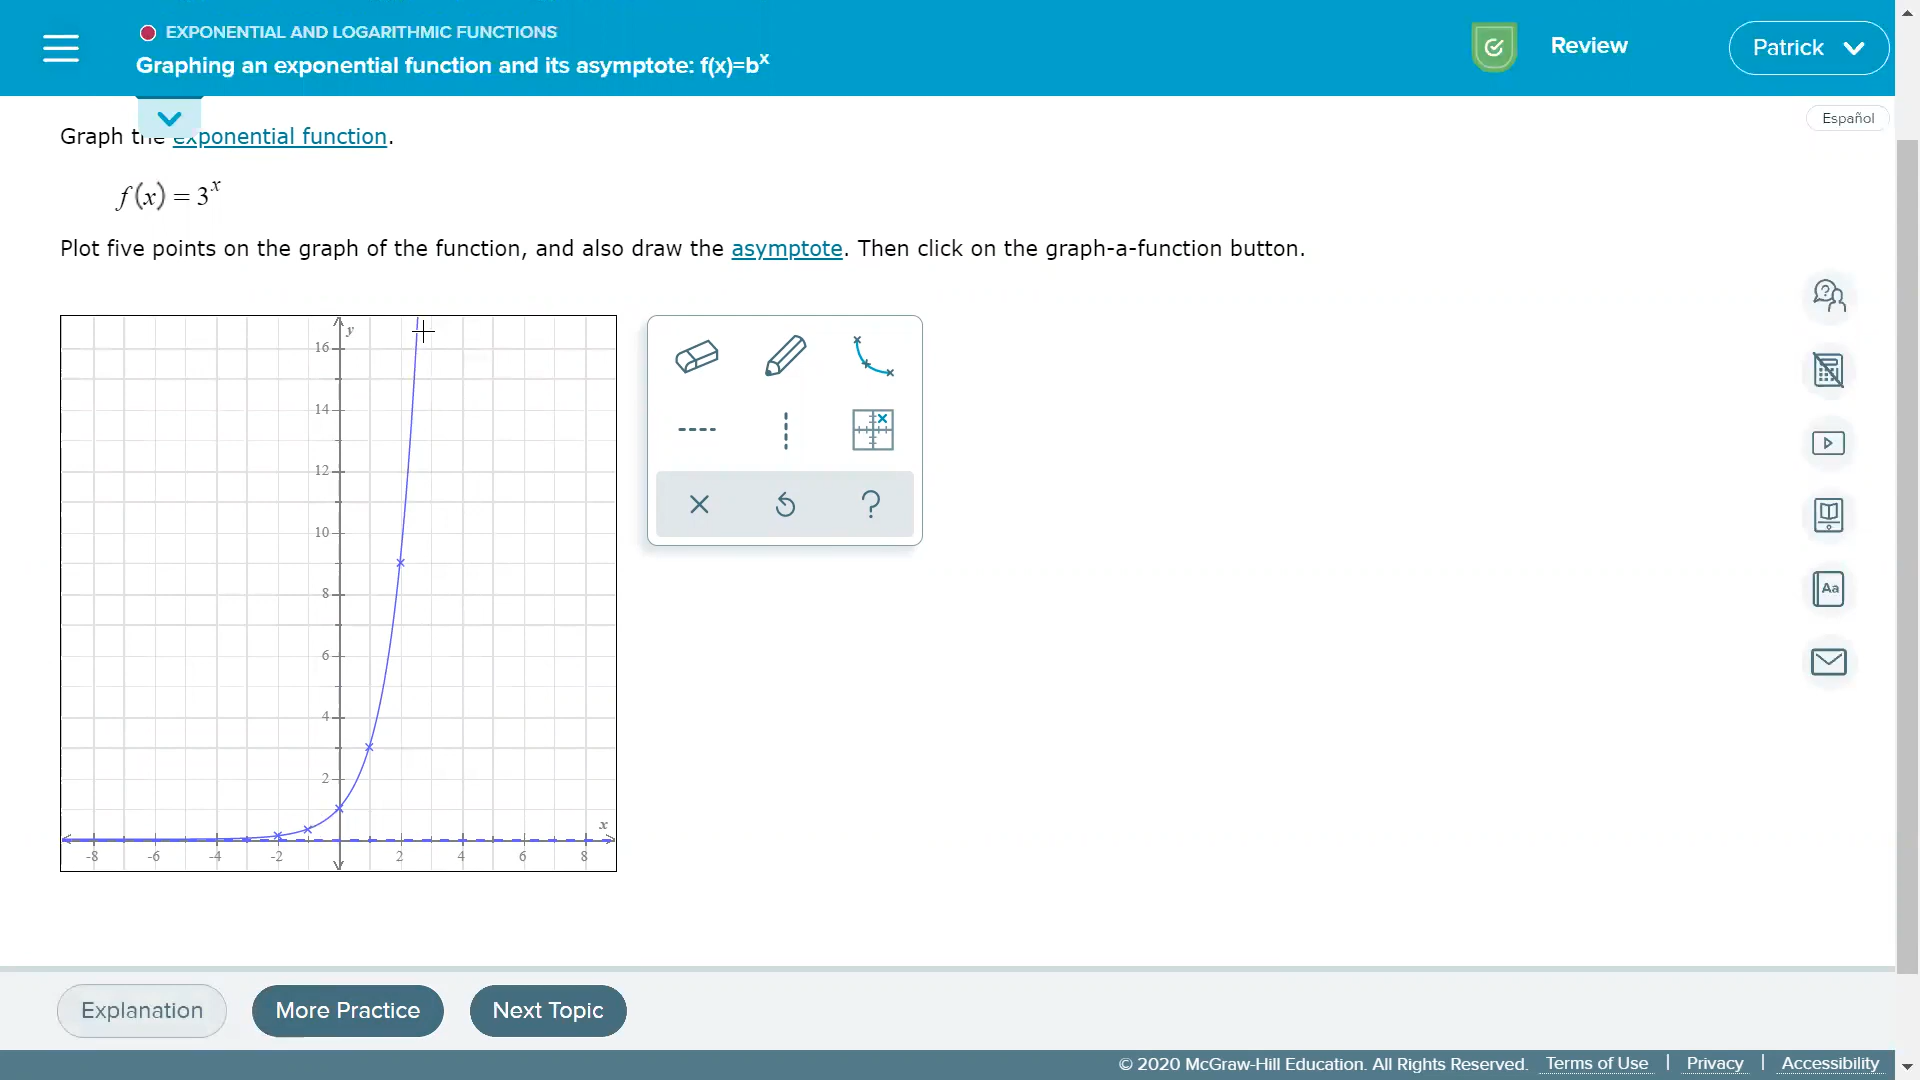 EXPONENTIAL AND LOGARITHMIC FUNCTIONS
Graphing an exponential function and its asymptote: f(x)=bˣ
Review
Patrick
Español
Graph the exponential function.
f(x) = 3ˣ
Plot five points on the graph of the function, and also draw the asymptote. Then click on the graph-a-function button.
y
16
14
12
10
8
6
4
2
x
-8 -6 -4 -2 2 4 6 8
?
Aa
Explanation
More Practice
Next Topic
© 2020 McGraw-Hill Education. All Rights Reserved. Terms of Use | Privacy | Accessibility